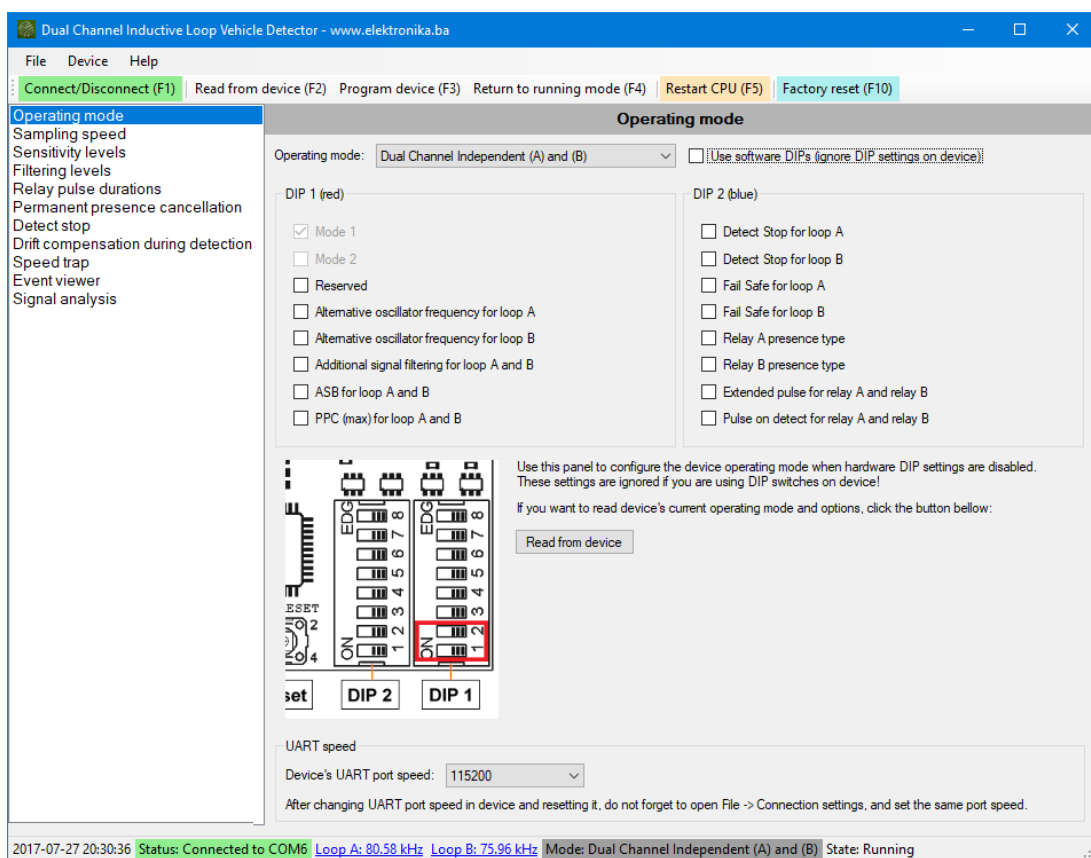 Dual Channel Inductive Loop Vehicle Detector - www.elektronika.ba
File Device Help
Connect/Disconnect (F1) Read from device (F2) Program device (F3) Return to running mode (F4) Restart CPU (F5) Factory reset (F10)
Operating mode
Sampling speed
Sensitivity levels
Filtering levels
Relay pulse durations
Permanent presence cancellation
Detect stop
Drift compensation during detection
Speed trap
Event viewer
Signal analysis
Operating mode
Operating mode: Dual Channel Independent (A) and (B) Use software DIPs (ignore DIP settings on device)
DIP 1 (red)
Mode 1
Mode 2
Reserved
Alternative oscillator frequency for loop A
Alternative oscillator frequency for loop B
Additional signal filtering for loop A and B
ASB for loop A and B
PPC (max) for loop A and B
DIP 2 (blue)
Detect Stop for loop A
Detect Stop for loop B
Fail Safe for loop A
Fail Safe for loop B
Relay A presence type
Relay B presence type
Extended pulse for relay A and relay B
Pulse on detect for relay A and relay B
EDG 8 EDG 8
7 7
6 6
5 5
4 4
ESET 3 3
2 ON 2 ON 2
4 1 1
set DIP 2 DIP 1
Use this panel to configure the device operating mode when hardware DIP settings are disabled.
These settings are ignored if you are using DIP switches on device!
If you want to read device's current operating mode and options, click the button bellow:
Read from device
UART speed
Device's UART port speed: 115200
After changing UART port speed in device and resetting it, do not forget to open File -> Connection settings, and set the same port speed.
2017-07-27 20:30:36 Status: Connected to COM6 Loop A: 80.58 kHz Loop B: 75.96 kHz Mode: Dual Channel Independent (A) and (B) State: Running